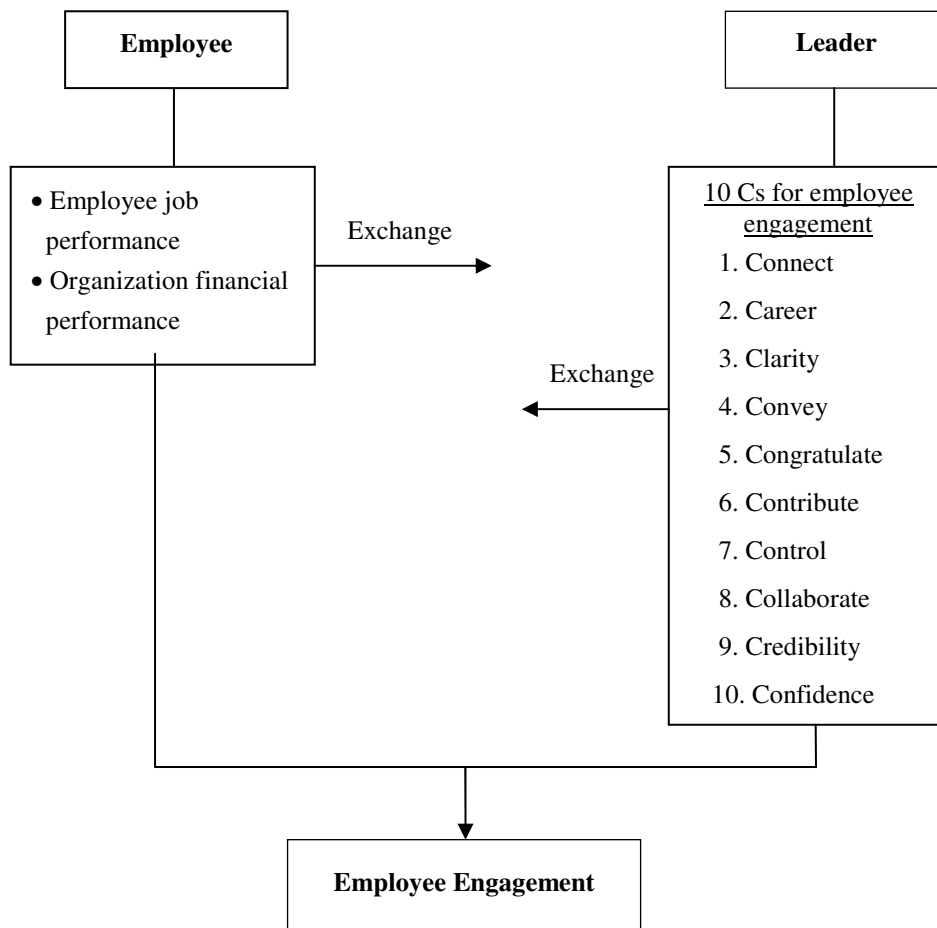 Employee
Leader
• Employee job
performance
• Organization financial
performance
Exchange
Exchange
10 Cs for employee
engagement
1. Connect
2. Career
3. Clarity
4. Convey
5. Congratulate
6. Contribute
7. Control
8. Collaborate
9. Credibility
10. Confidence
Employee Engagement